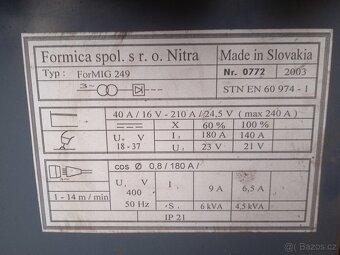 Formica spol. s r. o. Nitra
Made in Slovakia
Typ: ForMIG 249
Nr. 0772 2003
3~
STN EN 60 974 - 1
40 A / 16 V - 210 A / 24,5 V ( max 240 A )
X 60 % 100 %
U₀ V I₂ 180 A 140 A
18 - 37 U₂ 23 V 21 V
cos Ø 0,8 / 180 A /
U₁ V I₁ 9 A 6,5 A
400
1 - 14 m / min 50 Hz S₁ 6 kVA 4,5 kVA
IP 21
bazos.cz